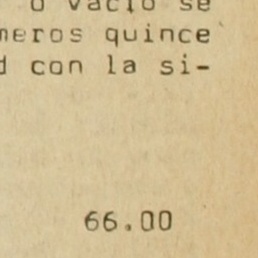 o vacío se
meros quince
d con la si-
66.00